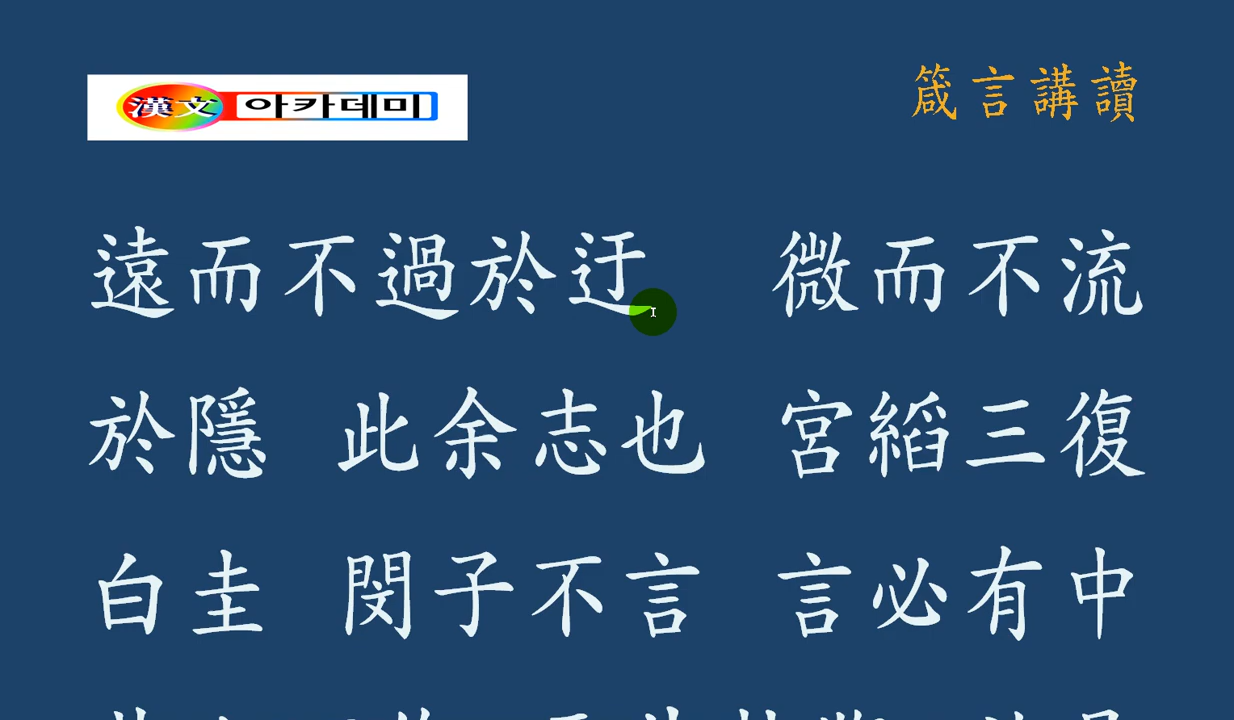 漢文 아카데미
箴言講讀
遠而不過於迂 微而不流
於隱 此余志也 宮縚三復
白圭 閔子不言 言必有中